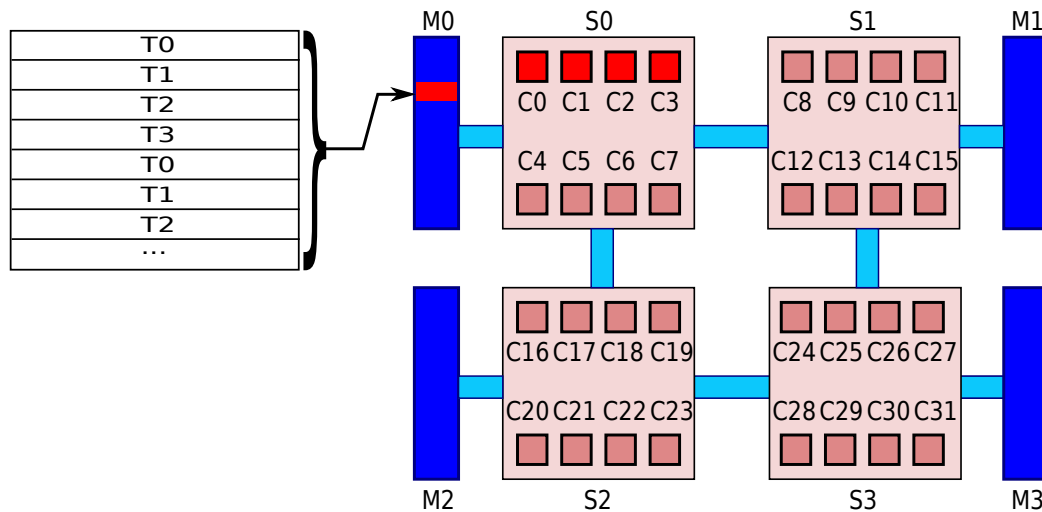 T0
T1
T2
T3
T0
T1
T2
...
M0 S0 S1 M1
C0 C1 C2 C3 C8 C9 C10 C11
C4 C5 C6 C7 C12 C13 C14 C15
C16 C17 C18 C19 C24 C25 C26 C27
C20 C21 C22 C23 C28 C29 C30 C31
M2 S2 S3 M3